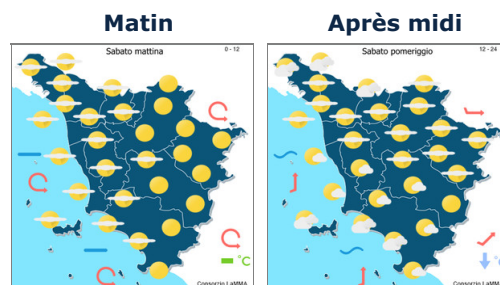 Matin
Après midi
Sabato mattina
0 - 12
Sabato pomeriggio
12 - 24
°C
°C
Consorzio LaMMA
Consorzio LaMMA